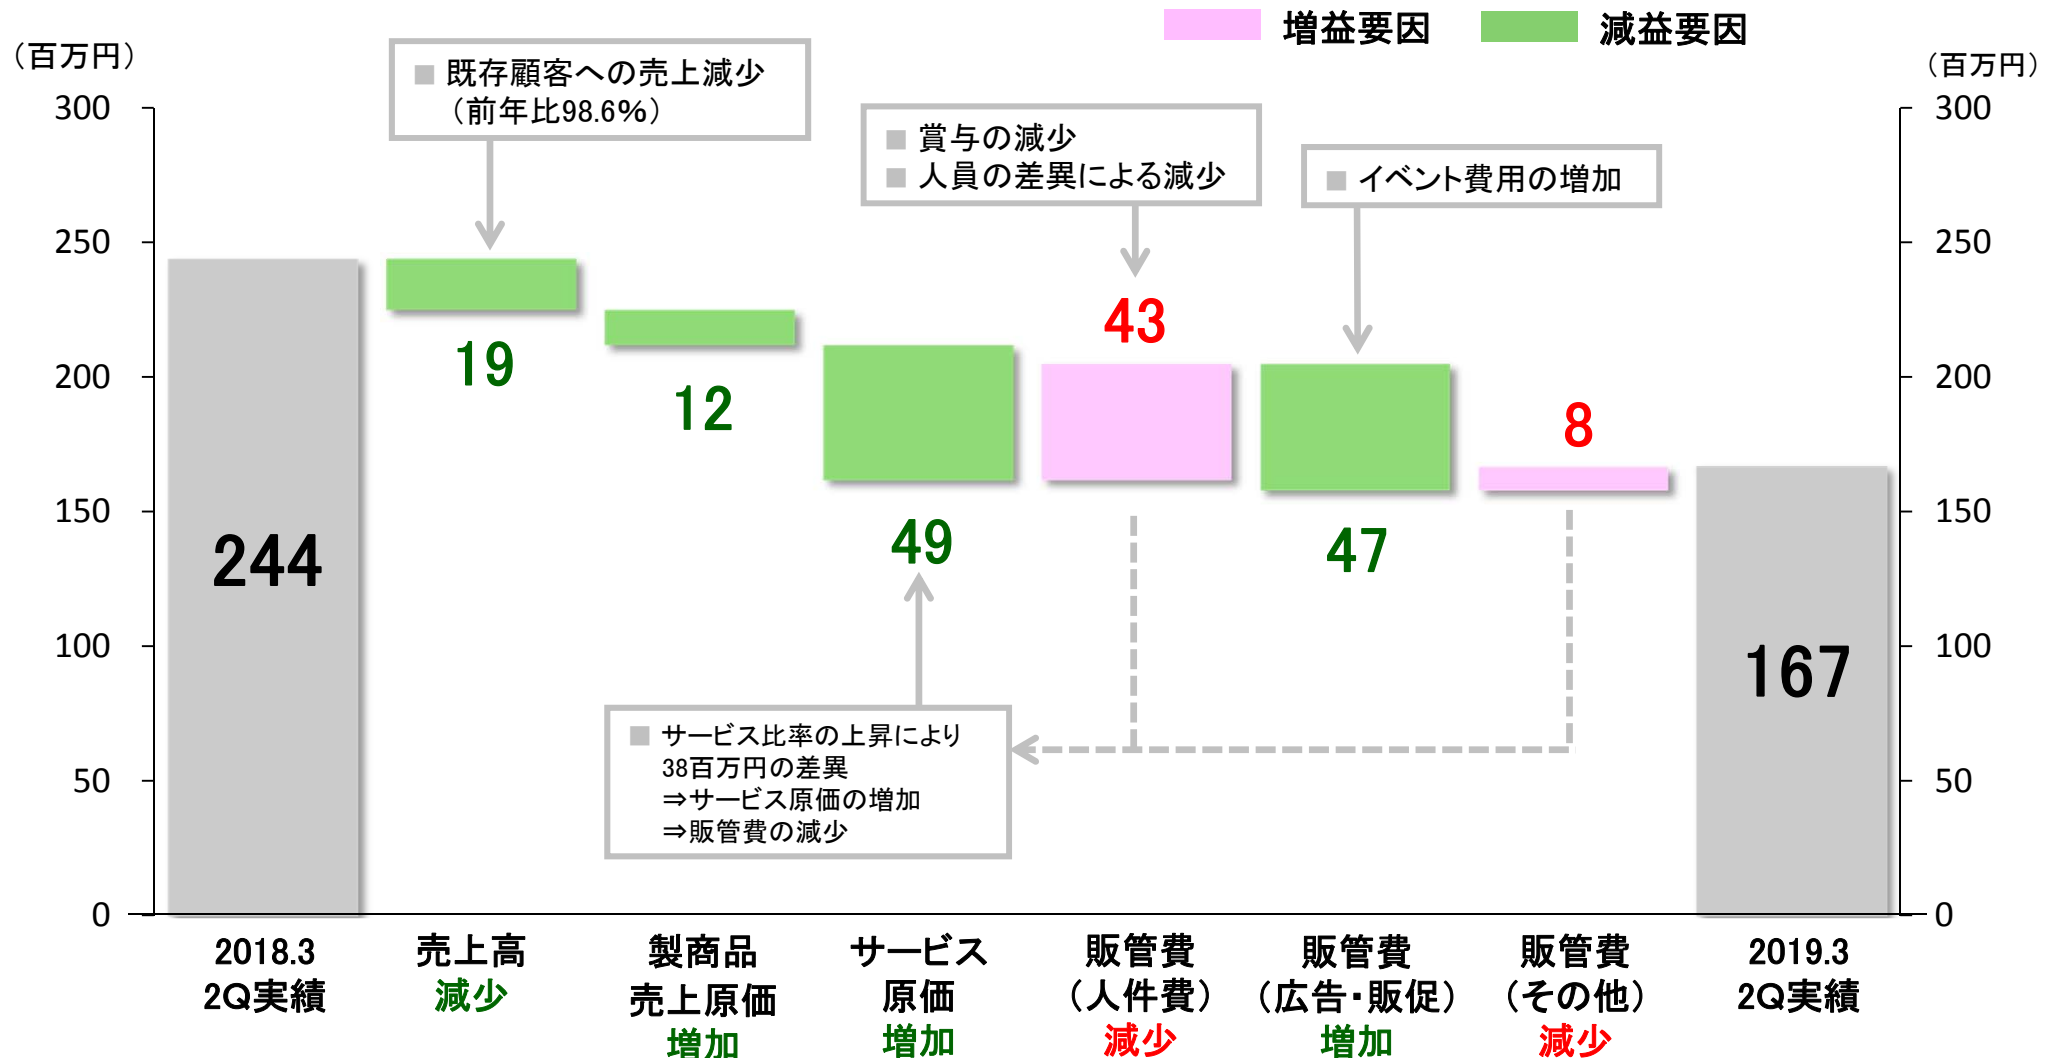 増益要因
減益要因
（百万円）
（百万円）
■ 既存顧客への売上減少
（前年比98.6%）
■ 賞与の減少
■ 人員の差異による減少
■ イベント費用の増加
300
250
200
150
100
50
0
300
250
200
150
100
50
0
244
19
12
49
43
47
8
167
■ サービス比率の上昇により
38百万円の差異
⇒サービス原価の増加
⇒販管費の減少
2018.3
2Q実績
売上高
減少
製商品
売上原価
増加
サービス
原価
増加
販管費
（人件費）
減少
販管費
（広告・販促）
増加
販管費
（その他）
減少
2019.3
2Q実績